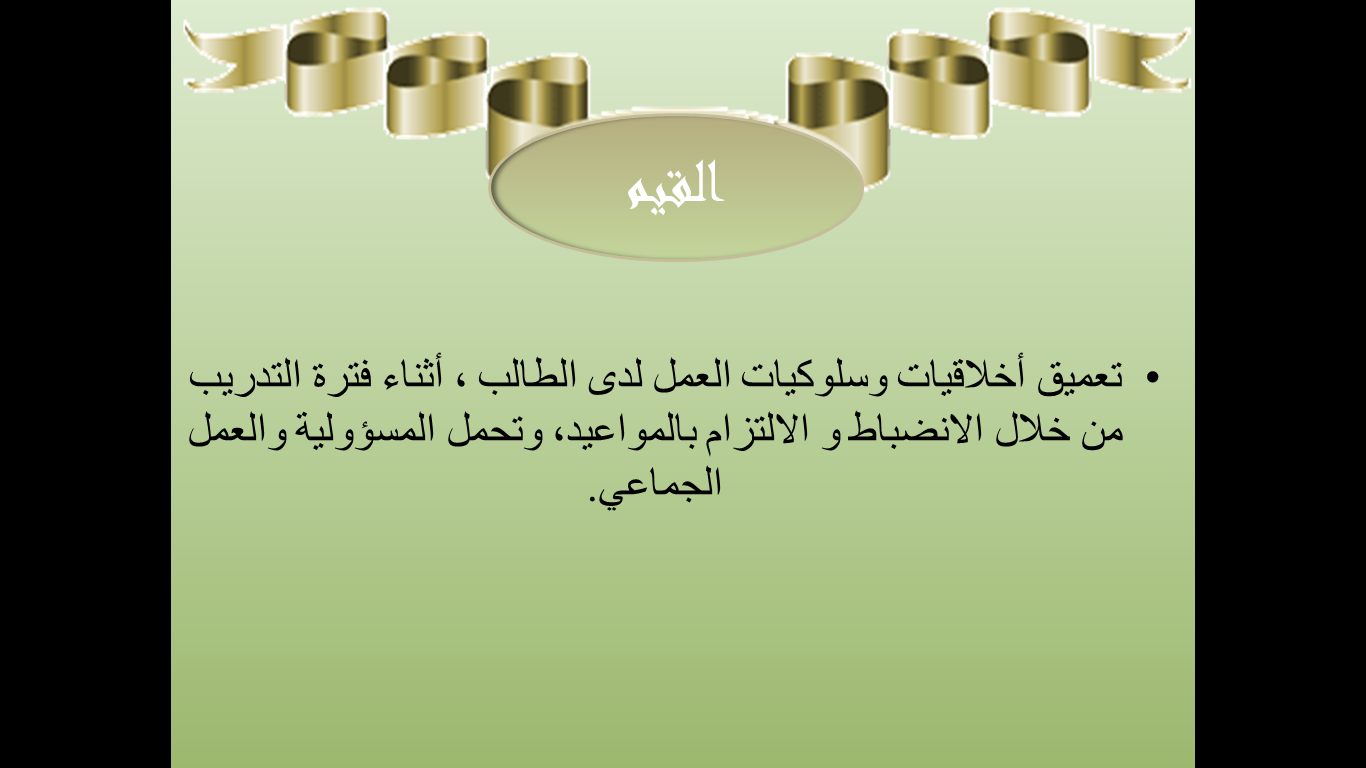 القيم
• تعميق أخلاقيات وسلوكيات العمل لدى الطالب ، أثناء فترة التدريب
من خلال الانضباط و الالتزام بالمواعيد، وتحمل المسؤولية والعمل
الجماعي.